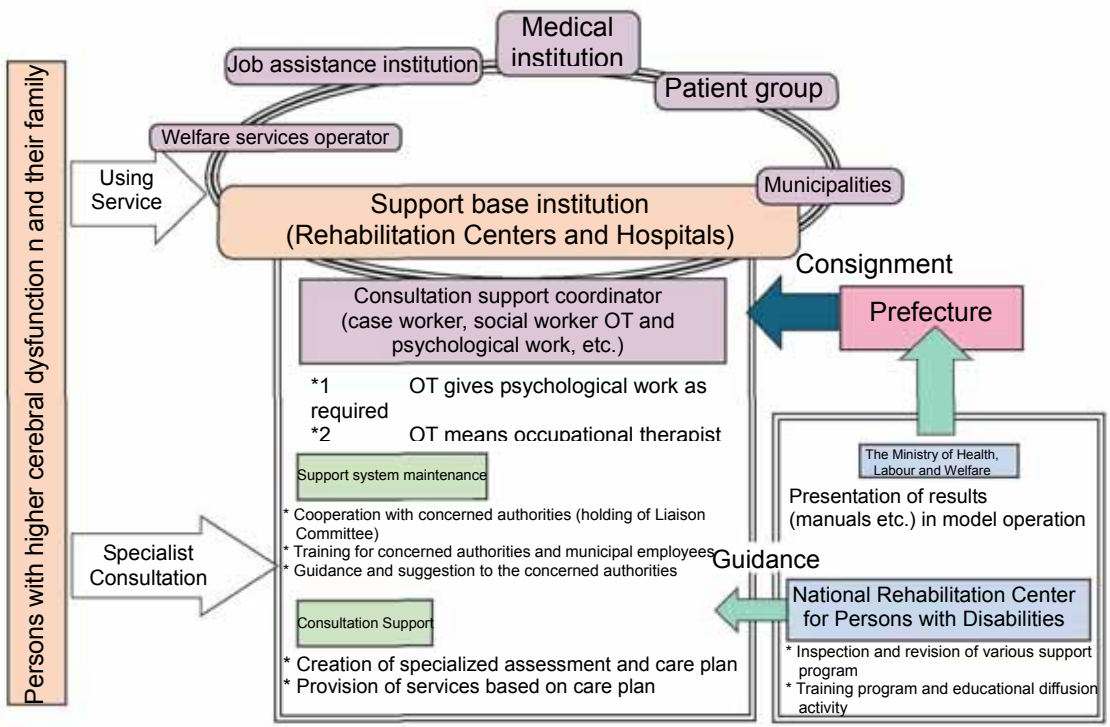 Persons with higher cerebral dysfunction n and their family
Medical
institution
Job assistance institution
Patient group
Welfare services operator
Municipalities
Using
Service
Support base institution
(Rehabilitation Centers and Hospitals)
Consignment
Prefecture
Consultation support coordinator
(case worker, social worker OT and
psychological work, etc.)
*1 OT gives psychological work as
required
*2 OT means occupational therapist
Support system maintenance
* Cooperation with concerned authorities (holding of Liaison
Committee)
* Training for concerned authorities and municipal employees
* Guidance and suggestion to the concerned authorities
Specialist
Consultation
Consultation Support
* Creation of specialized assessment and care plan
* Provision of services based on care plan
The Ministry of Health,
Labour and Welfare
Presentation of results
(manuals etc.) in model operation
Guidance
National Rehabilitation Center
for Persons with Disabilities
* Inspection and revision of various support
program
* Training program and educational diffusion
activity